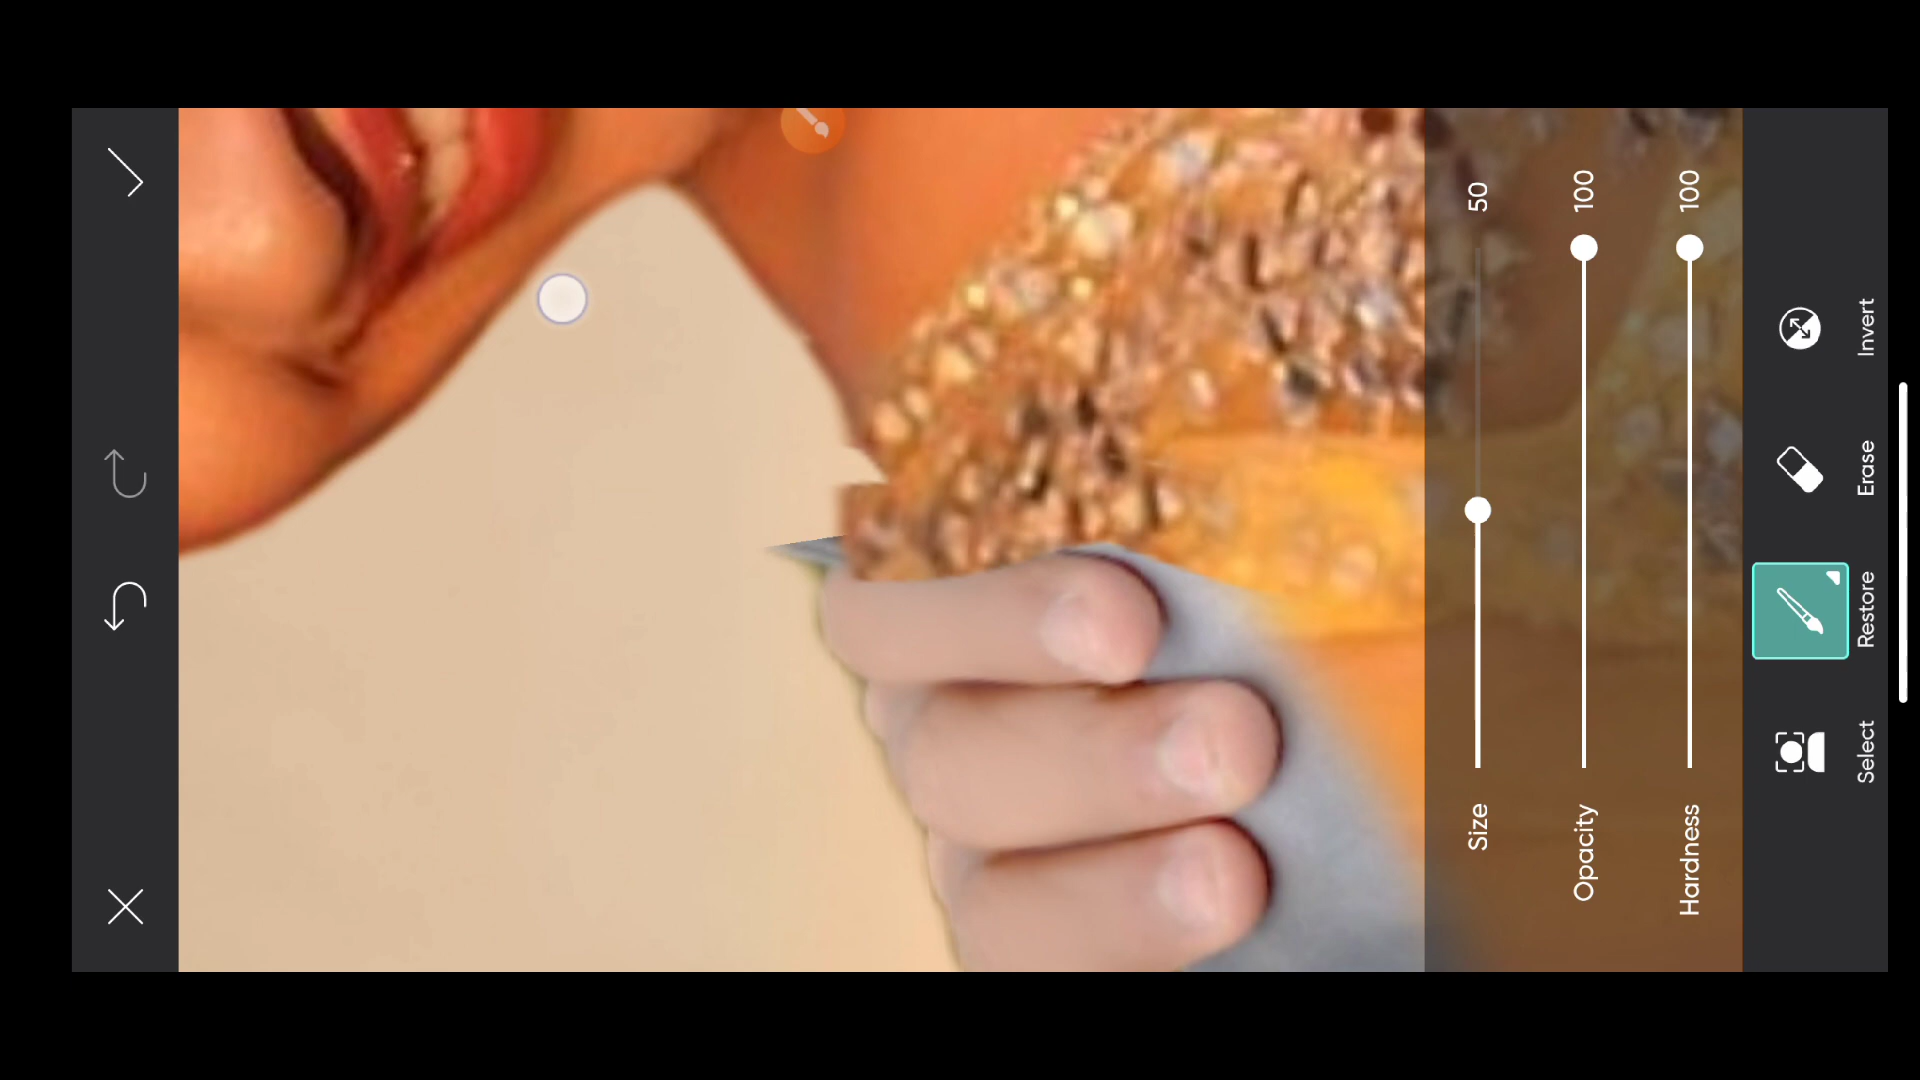 Size 50
Opacity 100
Hardness 100
Select
Restore
Erase
Invert